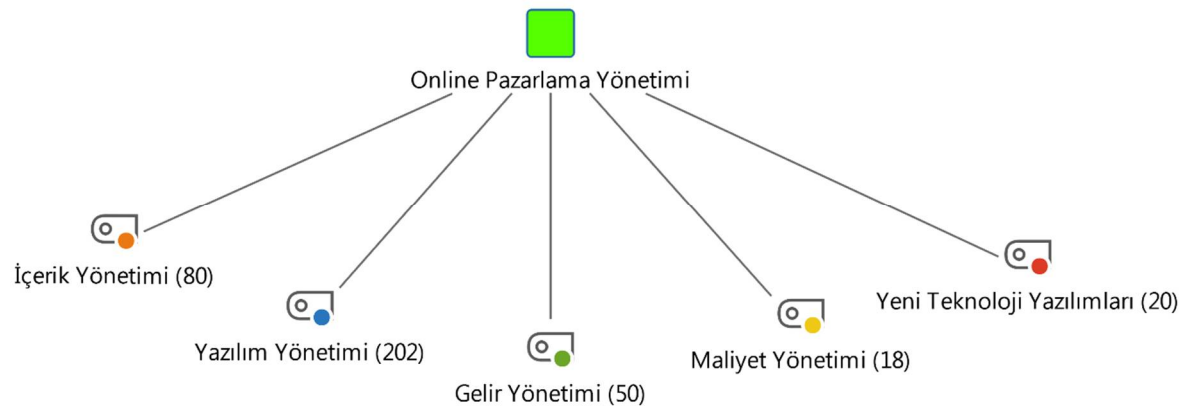 Online Pazarlama Yönetimi
İçerik Yönetimi (80)
Yazılım Yönetimi (202)
Gelir Yönetimi (50)
Maliyet Yönetimi (18)
Yeni Teknoloji Yazılımları (20)